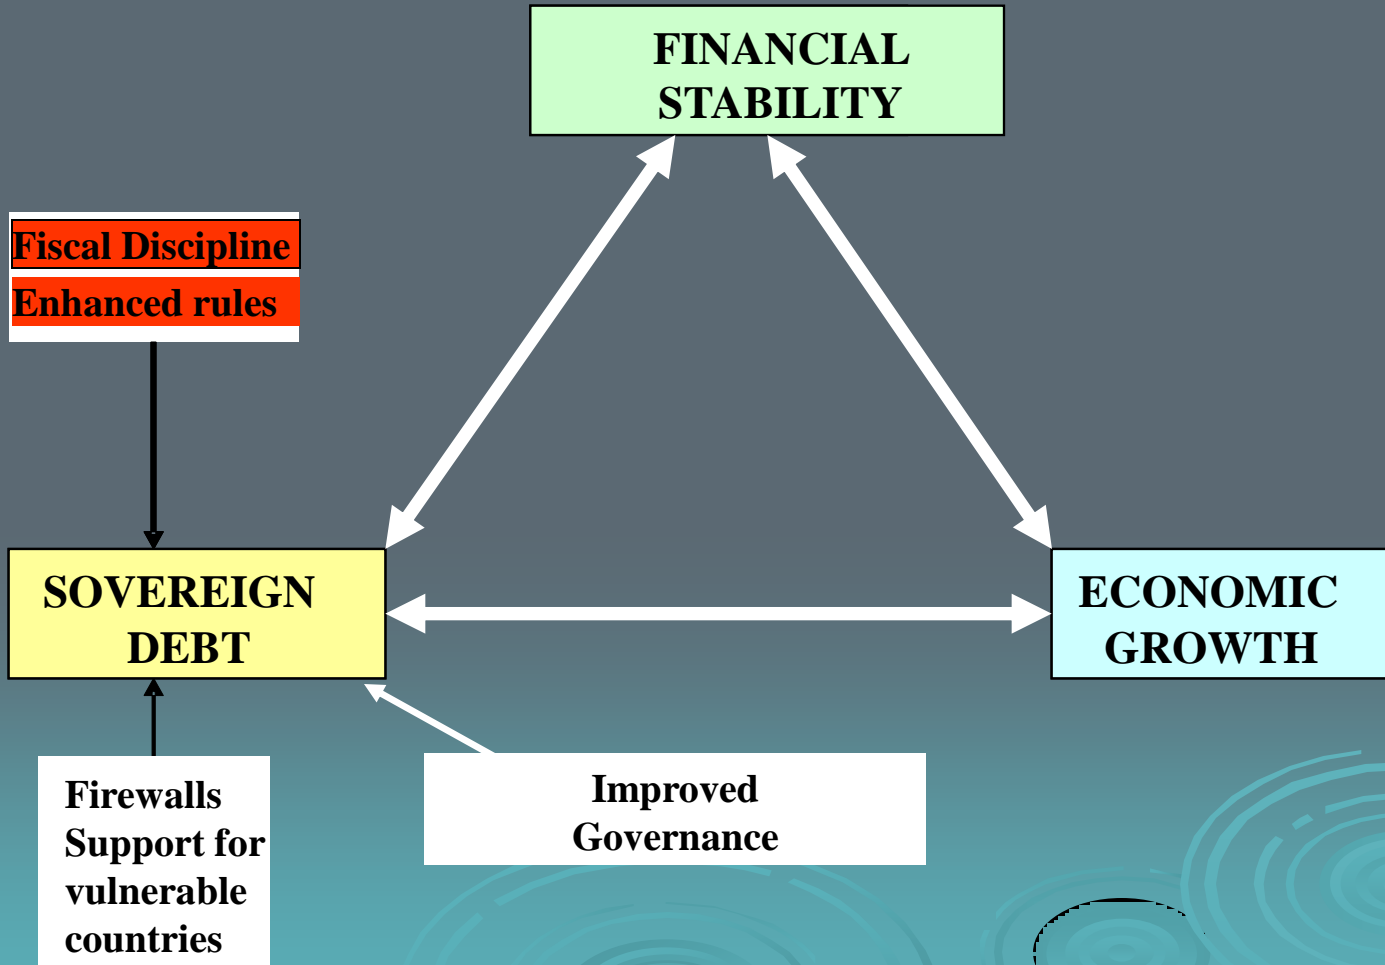 FINANCIAL
STABILITY
Fiscal Discipline
Enhanced rules
SOVEREIGN
DEBT
ECONOMIC
GROWTH
Firewalls
Support for
vulnerable
countries
Improved
Governance